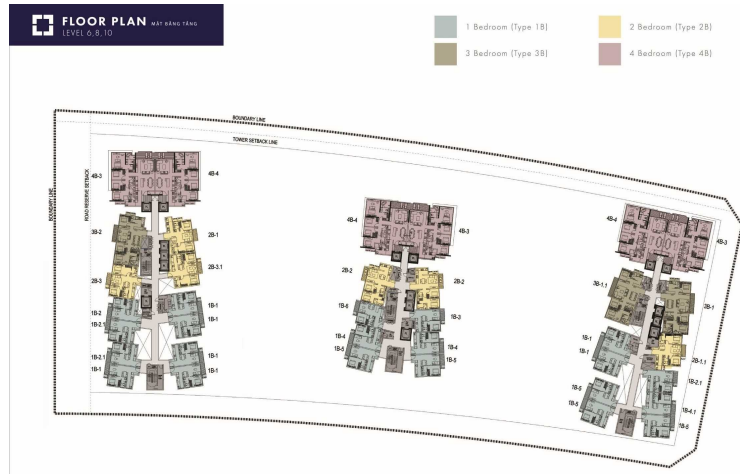 FLOOR PLAN MẶT BẰNG TẦNG
LEVEL 6,8,10
1 Bedroom (Type 1B)
2 Bedroom (Type 2B)
3 Bedroom (Type 3B)
4 Bedroom (Type 4B)
BOUNDARY LINE
TOWER SETBACK LINE
BOUNDARY LINE
ROAD RESERVE SETBACK
4B-3
4B-4
3B-2
2B-1
2B-3
2B-3.1
1B-2
1B-2.1
1B-1
1B-1
1B-2.1
1B-1
1B-1
1B-1
4B-4
4B-3
2B-2
2B-2
1B-6
1B-3
1B-4
1B-5
1B-4
1B-5
4B-4
4B-3
3B-1.1
3B-1
1B-1
1B-1
2B-1.1
1B-2.1
1B-5
1B-5
1B-4.1
1B-5